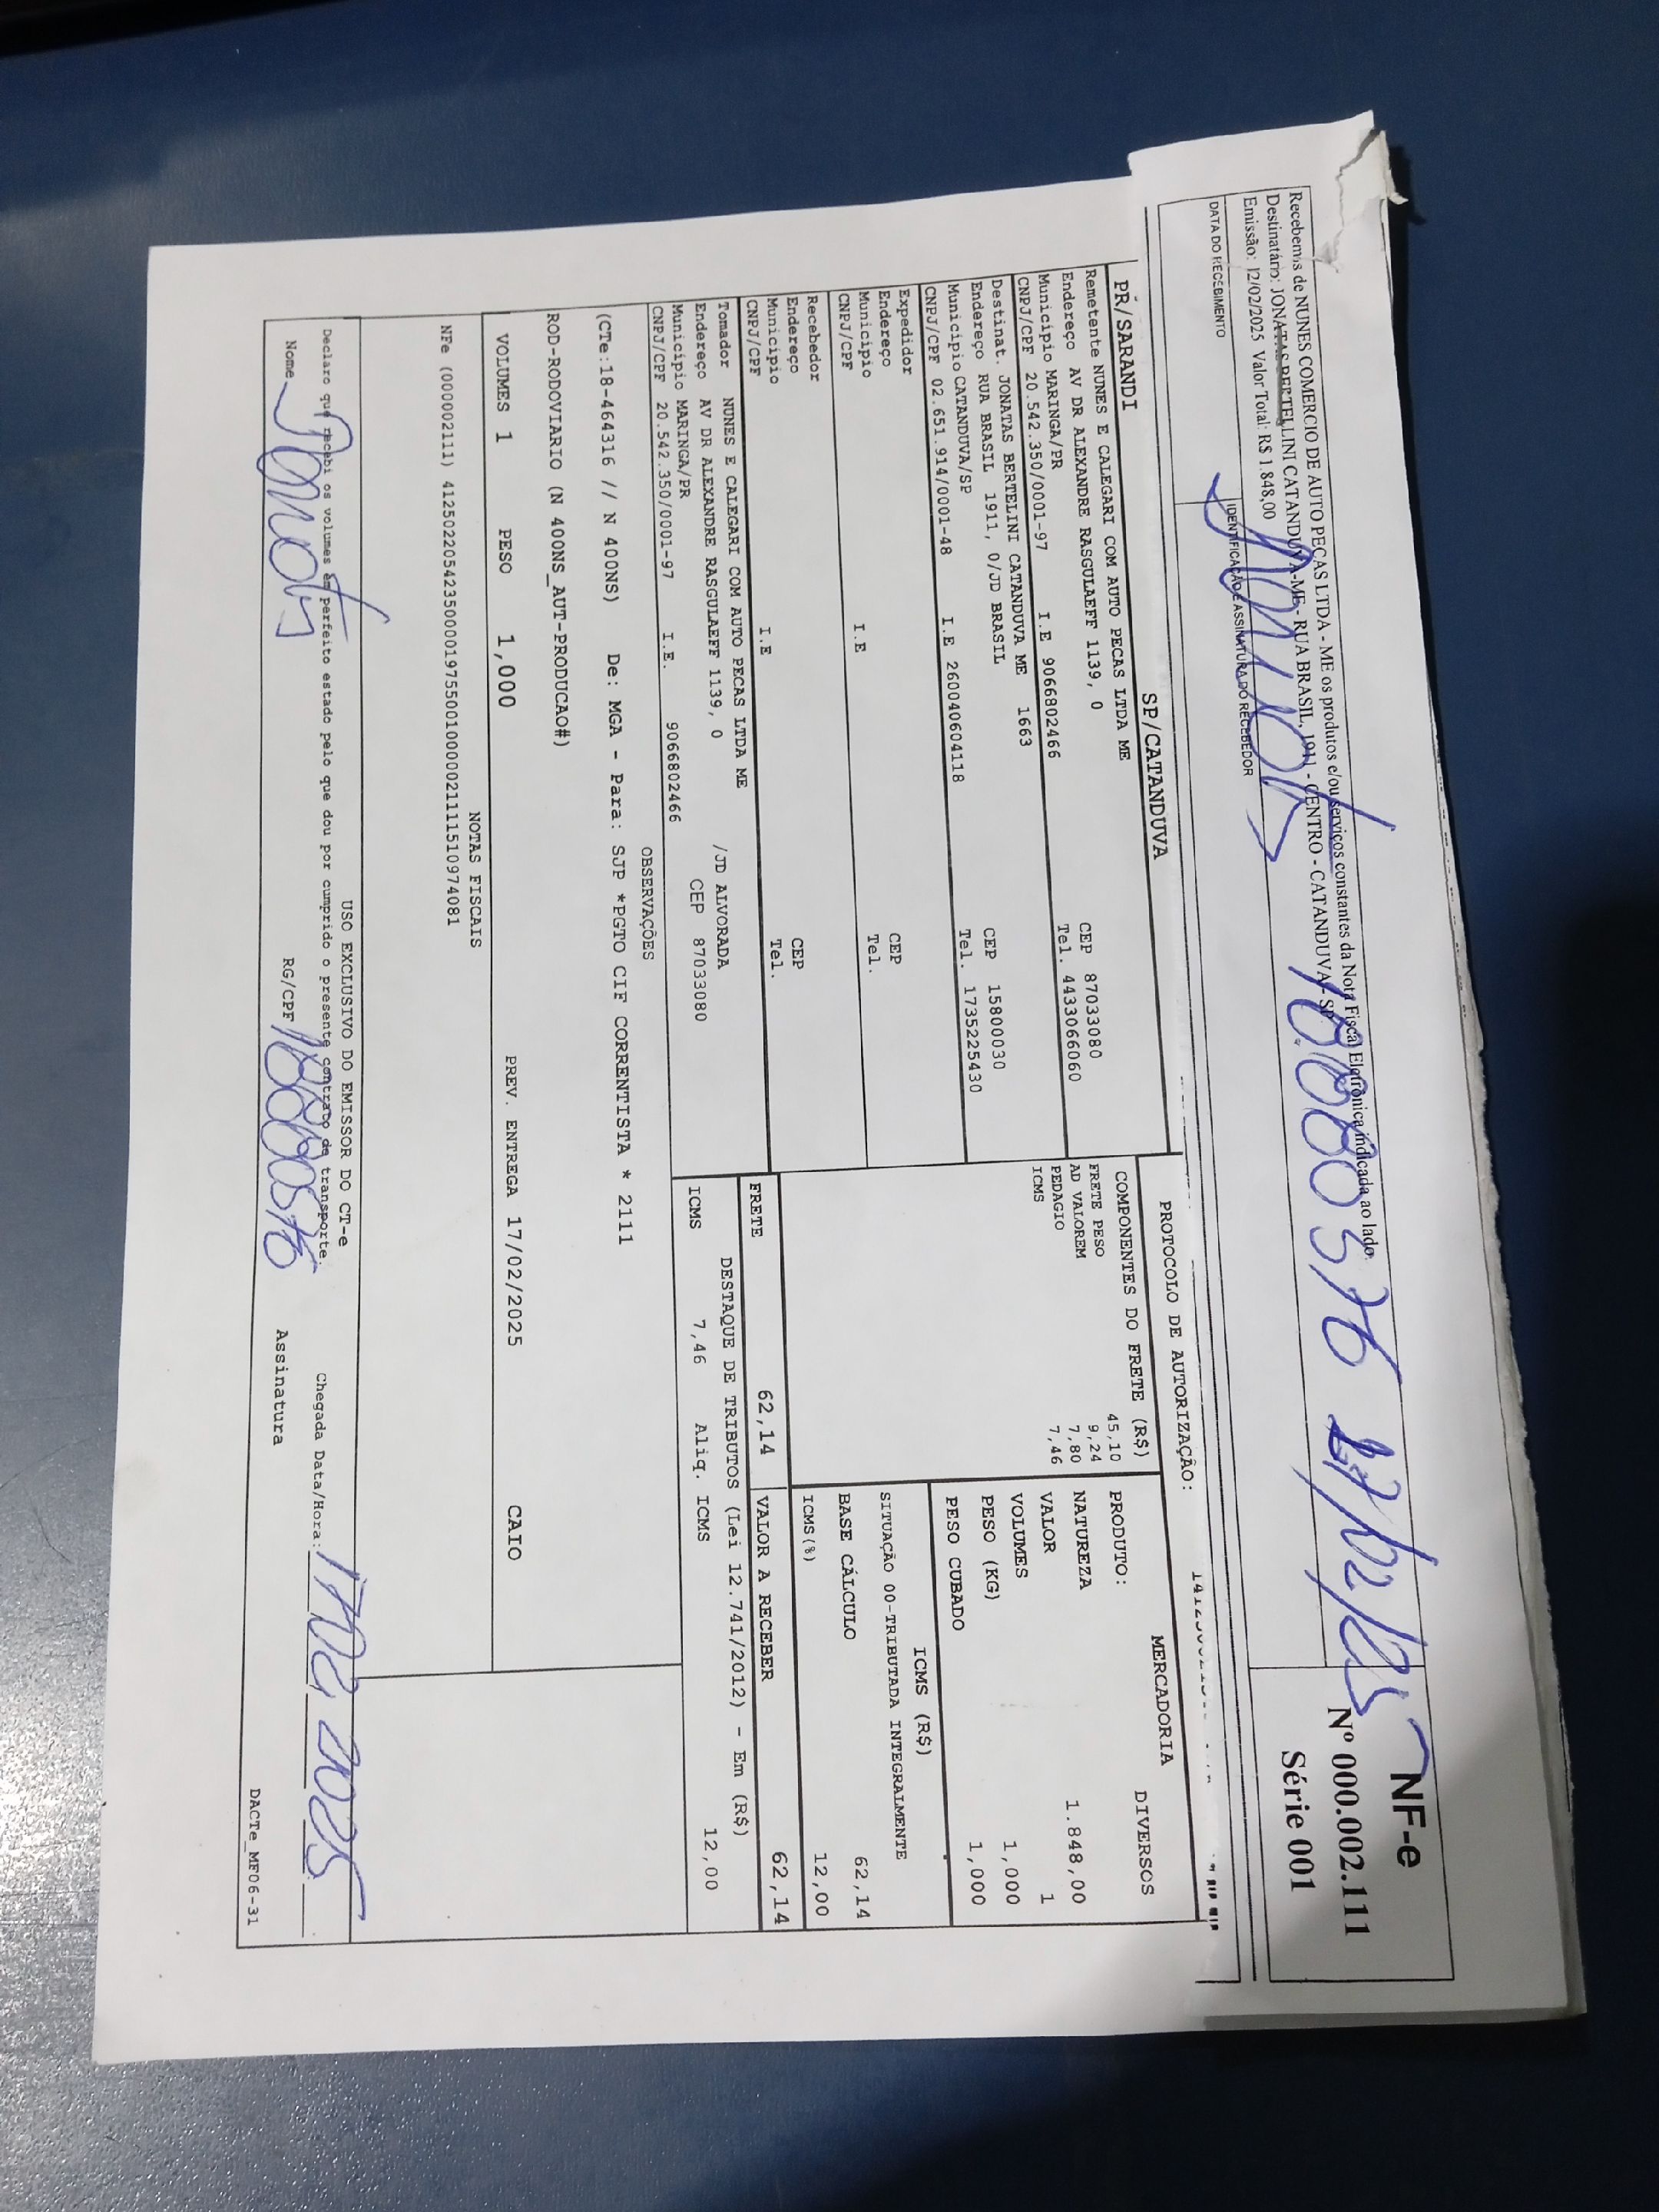 Recebemos de NUNES COMERCIO DE AUTO PEÇAS LTDA - ME os produtos e/ou serviços constantes da Nota Fiscal Eletrônica indicada ao lado.
Destinatário: JONATAS BERTELLINI CATANDUVA-ME - RUA BRASIL, 1911 - CENTRO - CATANDUVA - SP
Emissão: 12/02/2025 Valor Total: R$ 1.848,00
NF-e
Nº 000.002.111
Série 001
DATA DO RECEBIMENTO
IDENTIFICAÇÃO E ASSINATURA DO RECEBEDOR
PROTOCOLO DE AUTORIZAÇÃO:
PR/SARANDI SP/CATANDUVA
Remetente NUNES E CALEGARI COM AUTO PECAS LTDA ME
Endereço AV DR ALEXANDRE RASGULAEFF 1139, 0 CEP 87033080
Município MARINGA/PR Tel. 4433066060
CNPJ/CPF 20.542.350/0001-97 I.E 9066802466
Destinat. JONATAS BERTELINI CATANDUVA ME 1663
Endereço RUA BRASIL 1911, 0/JD BRASIL CEP 15800030
Município CATANDUVA/SP Tel. 1735225430
CNPJ/CPF 02.651.914/0001-48 I.E 260040604118
Expedidor
Endereço CEP
Município Tel.
CNPJ/CPF I.E
Recebedor
Endereço CEP
Município Tel.
CNPJ/CPF I.E
Tomador NUNES E CALEGARI COM AUTO PECAS LTDA ME
Endereço AV DR ALEXANDRE RASGULAEFF 1139, 0 /JD ALVORADA
Município MARINGA/PR CEP 87033080
CNPJ/CPF 20.542.350/0001-97 I.E. 9066802466
COMPONENTES DO FRETE (R$)
FRETE PESO 45,10
AD VALOREM 9,24
PEDAGIO 7,80
ICMS 7,46
MERCADORIA
PRODUTO: DIVERSOS
NATUREZA
VALOR 1.848,00
VOLUMES 1
PESO (KG) 1,000
PESO CUBADO 1,000
ICMS (R$)
SITUAÇÃO 00-TRIBUTADA INTEGRALMENTE
BASE CÁLCULO 62,14
ICMS(%) 12,00
FRETE 62,14
VALOR A RECEBER 62,14
DESTAQUE DE TRIBUTOS (Lei 12.741/2012) - Em (R$)
ICMS 7,46 Aliq. ICMS 12,00
OBSERVAÇÕES
(CTe:18-464316 // N 400NS) De: MGA - Para: SJP *PGTO CIF CORRENTISTA * 2111
ROD-RODOVIARIO (N 400NS_AUT-PRODUCAO#)
VOLUMES 1 PESO 1,000 PREV. ENTREGA 17/02/2025 CAIO
NOTAS FISCAIS
NFe (000002111) 41250220542350000197550010000021111510974081
USO EXCLUSIVO DO EMISSOR DO CT-e
Declaro que recebi os volumes em perfeito estado pelo que dou por cumprido o presente contrato de transporte.
Chegada Data/Hora:
Nome RG/CPF Assinatura
DACTe_MF06-31